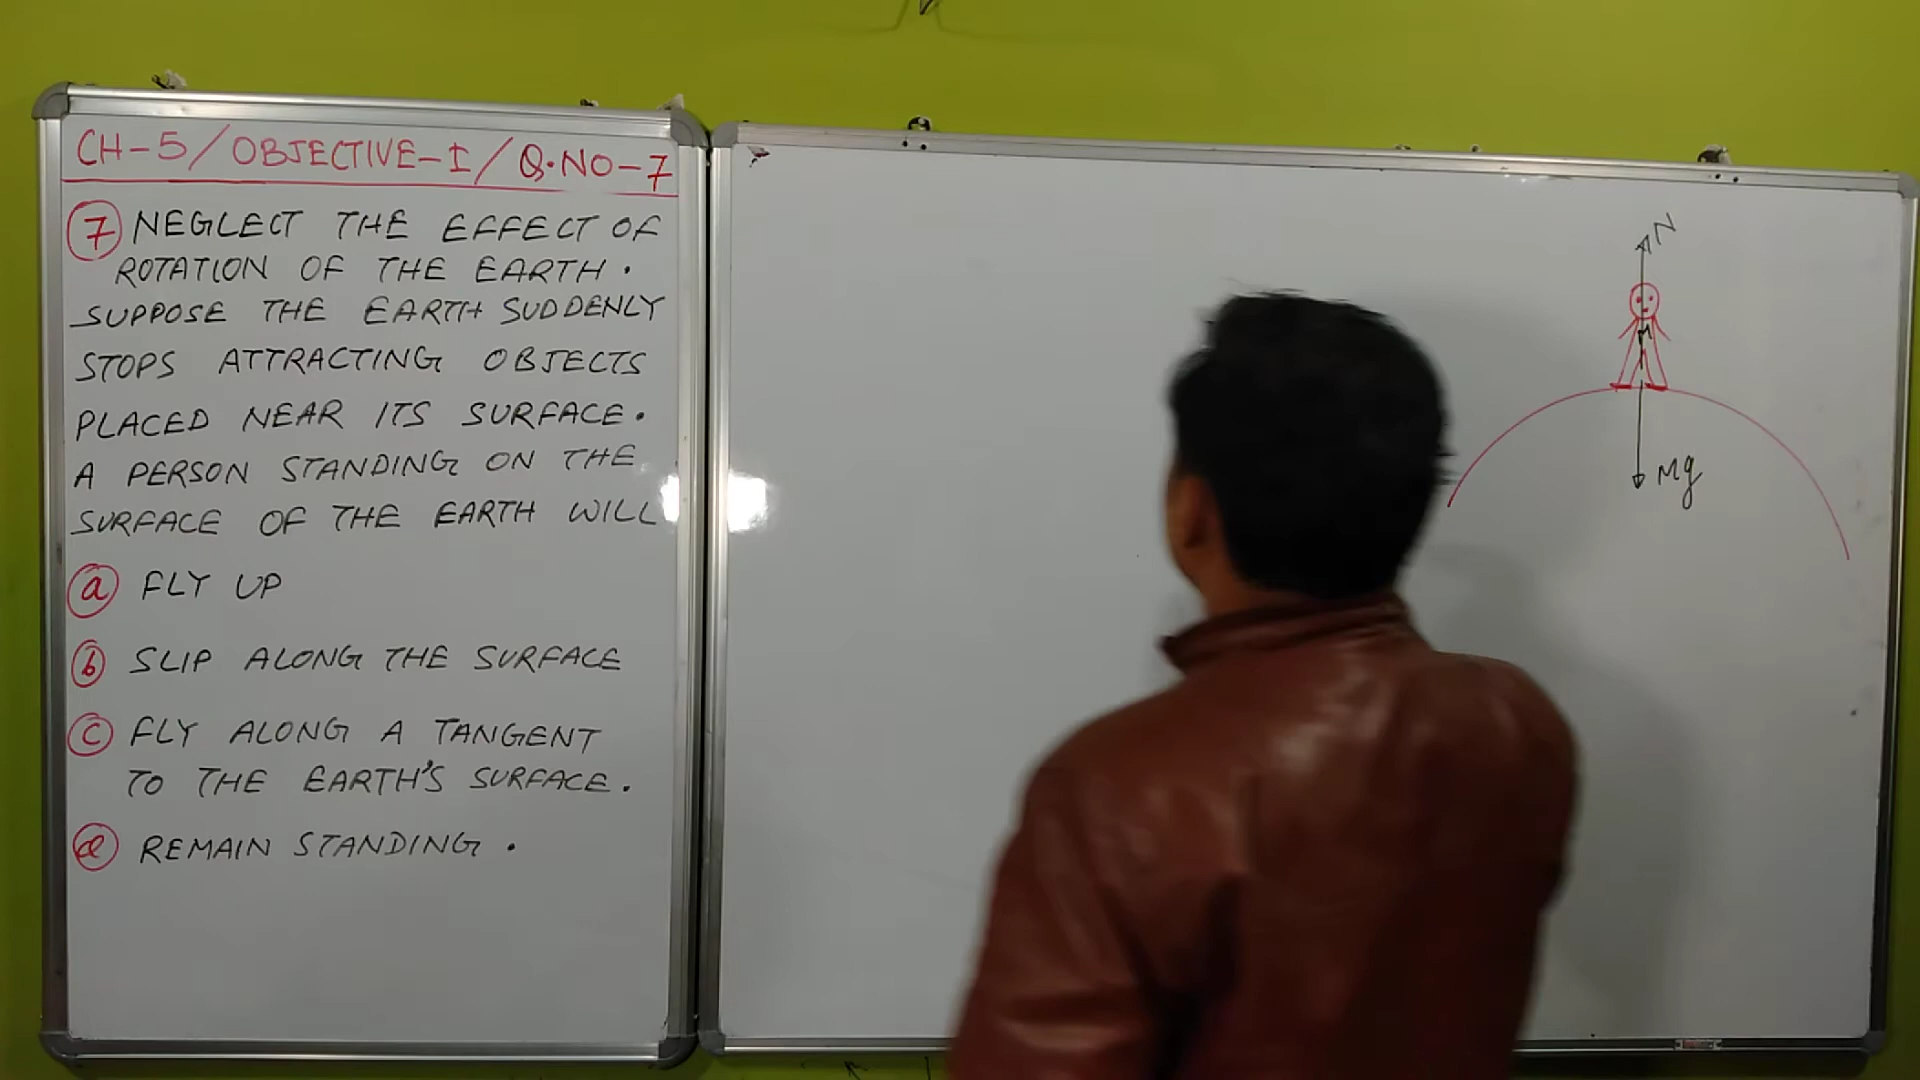 CH-5/OBJECTIVE-I/Q.NO-7
7 NEGLECT THE EFFECT OF
ROTATION OF THE EARTH.
SUPPOSE THE EARTH SUDDENLY
STOPS ATTRACTING OBJECTS
PLACED NEAR ITS SURFACE.
A PERSON STANDING ON THE
SURFACE OF THE EARTH WILL
a FLY UP
b SLIP ALONG THE SURFACE
c FLY ALONG A TANGENT
TO THE EARTH'S SURFACE.
d REMAIN STANDING.
N
Mg